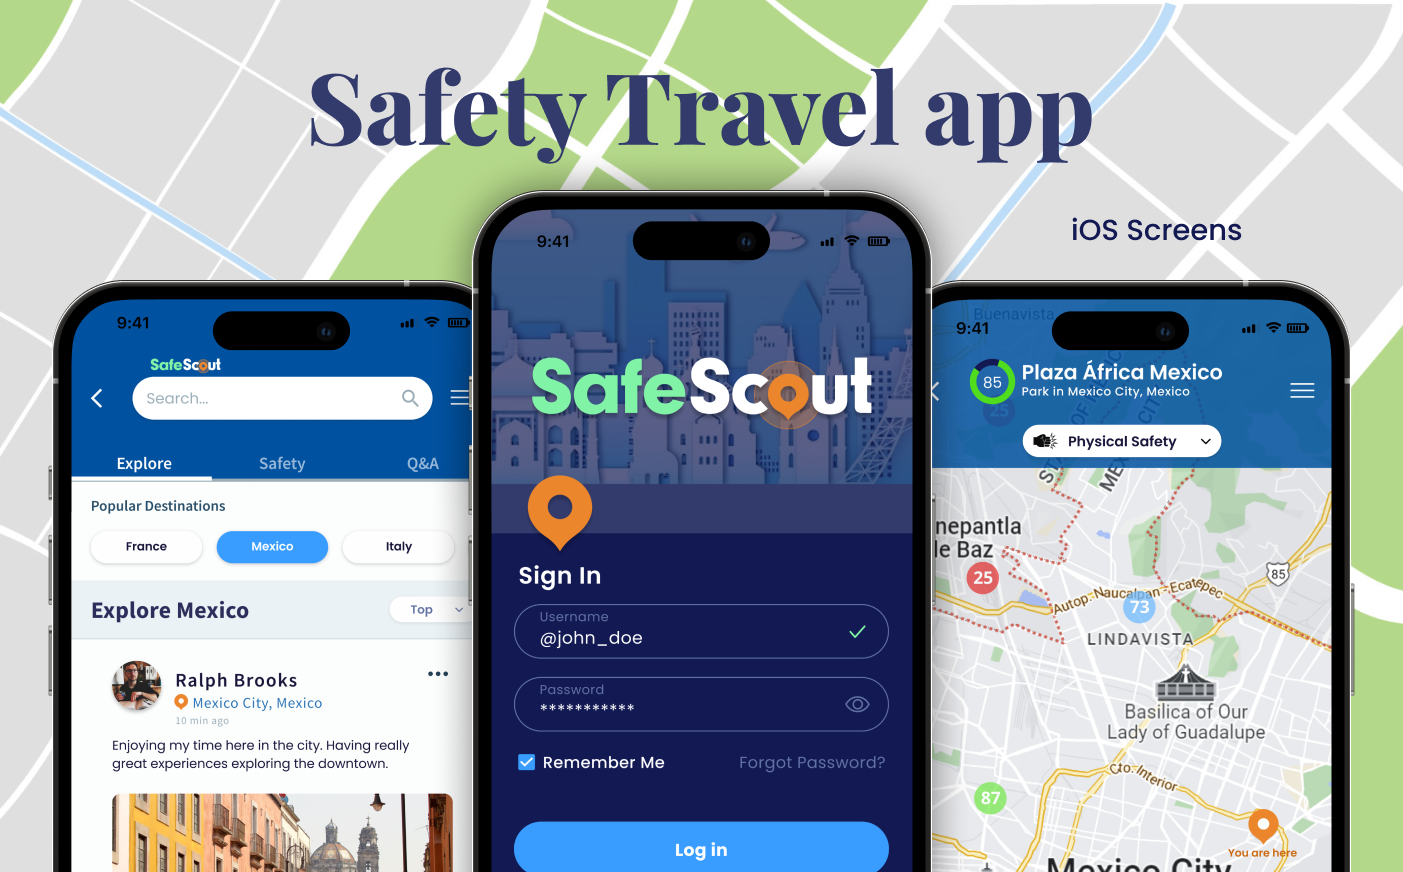 Safety Travel app
iOS Screens
9:41
SafeScout
Search...
Explore
Safety
Q&A
Popular Destinations
France
Mexico
Italy
Explore Mexico
Top
Ralph Brooks
Mexico City, Mexico
10 min ago
Enjoying my time here in the city. Having really
great experiences exploring the downtown.
9:41
SafeScout
Sign In
Username
@john_doe
Password
***********
Remember Me
Forgot Password?
Log in
Buenavista
9:41
85
Plaza África Mexico
Park in Mexico City, Mexico
25
Physical Safety
nepantla
le Baz
25
85
Autop. Naucalpan - Ecatepec
73
LINDAVISTA
Basilica of Our
Lady of Guadalupe
Cto. Interior
87
You are here
Mexico City